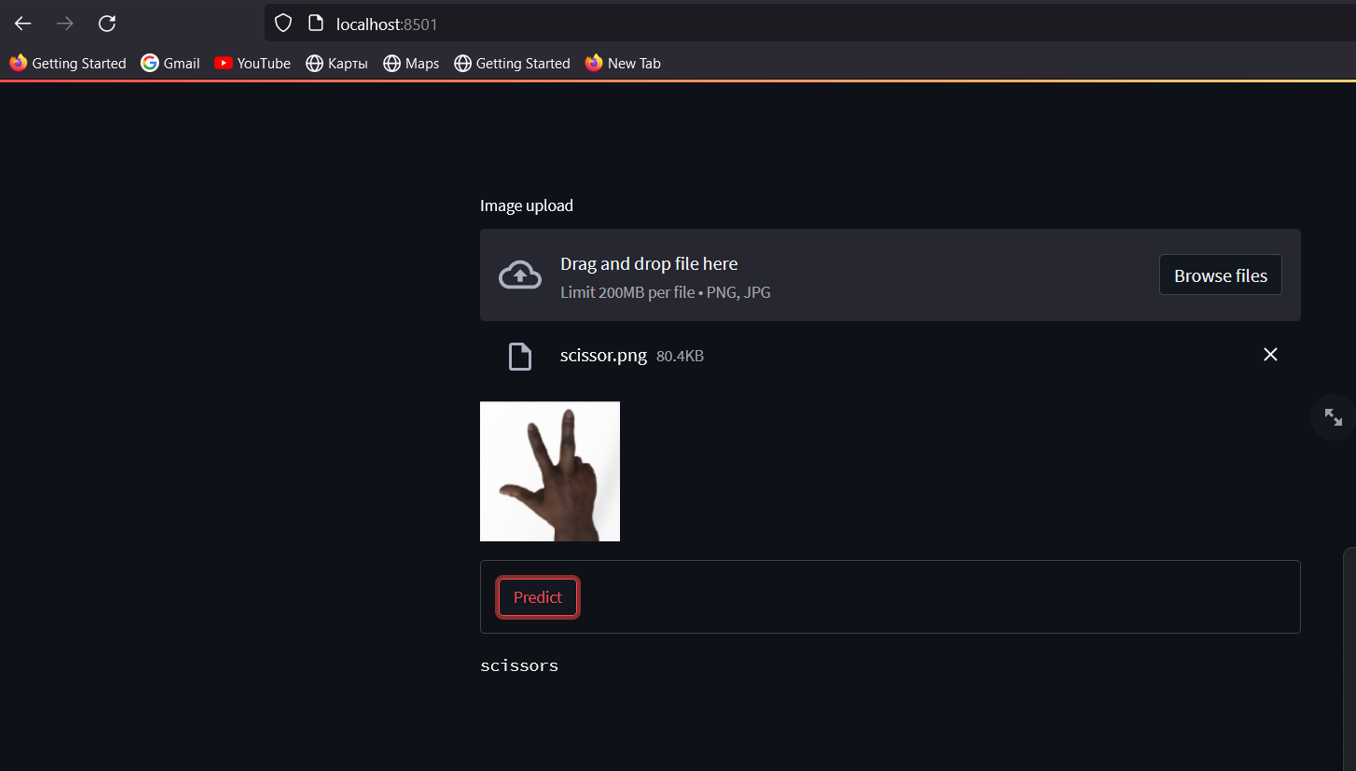 localhost:8501
Getting Started Gmail YouTube Карты Maps Getting Started New Tab
Image upload
Drag and drop file here
Limit 200MB per file • PNG, JPG
Browse files
scissor.png 80.4KB
Predict
scissors